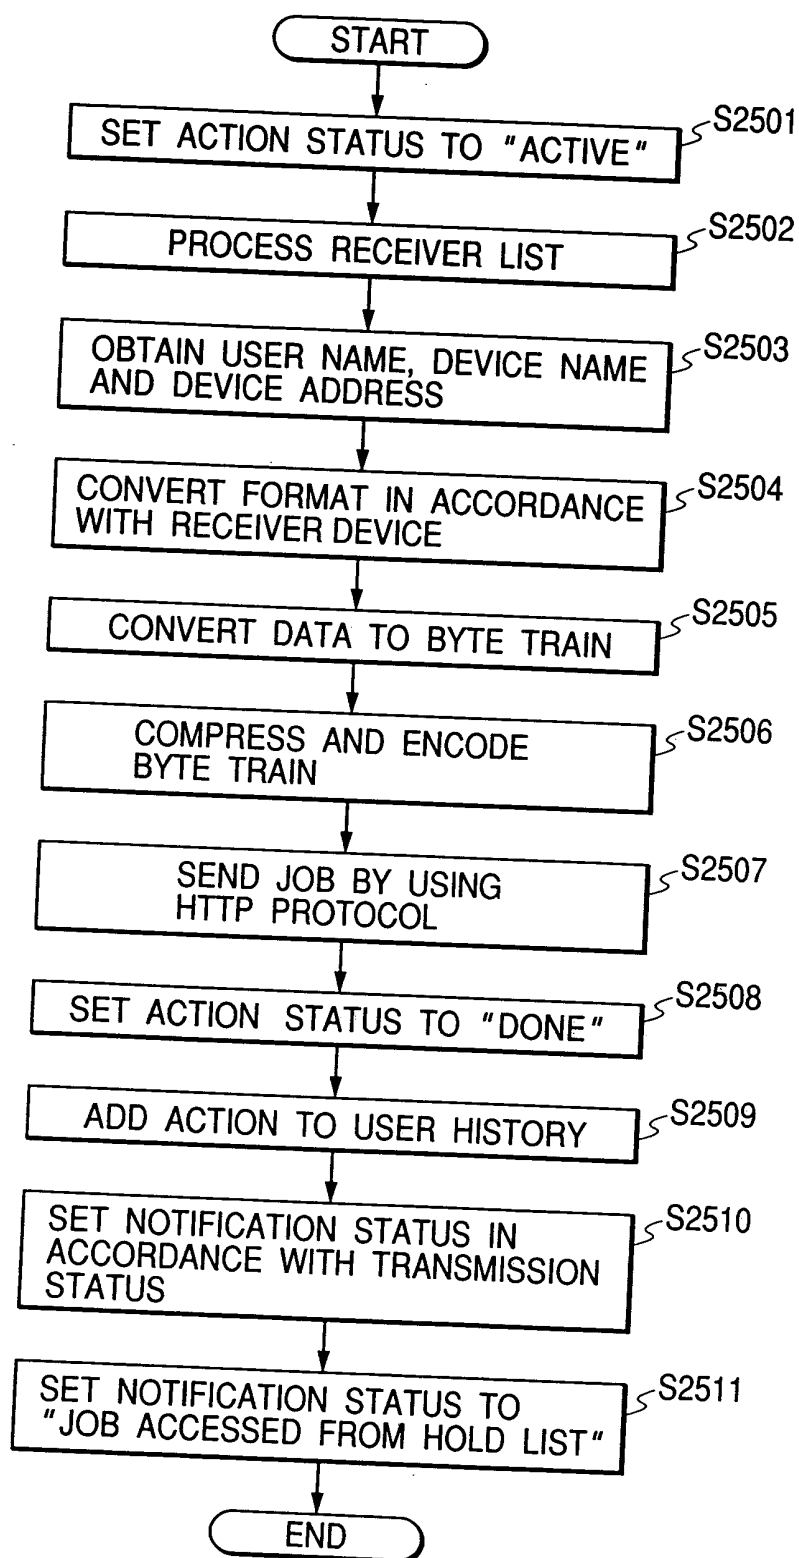 START
SET ACTION STATUS TO "ACTIVE"
S2501
PROCESS RECEIVER LIST
S2502
OBTAIN USER NAME, DEVICE NAME
AND DEVICE ADDRESS
S2503
CONVERT FORMAT IN ACCORDANCE
WITH RECEIVER DEVICE
S2504
CONVERT DATA TO BYTE TRAIN
S2505
COMPRESS AND ENCODE
BYTE TRAIN
S2506
SEND JOB BY USING
HTTP PROTOCOL
S2507
SET ACTION STATUS TO "DONE"
S2508
ADD ACTION TO USER HISTORY
S2509
SET NOTIFICATION STATUS IN
ACCORDANCE WITH TRANSMISSION
STATUS
S2510
SET NOTIFICATION STATUS TO
"JOB ACCESSED FROM HOLD LIST"
S2511
END